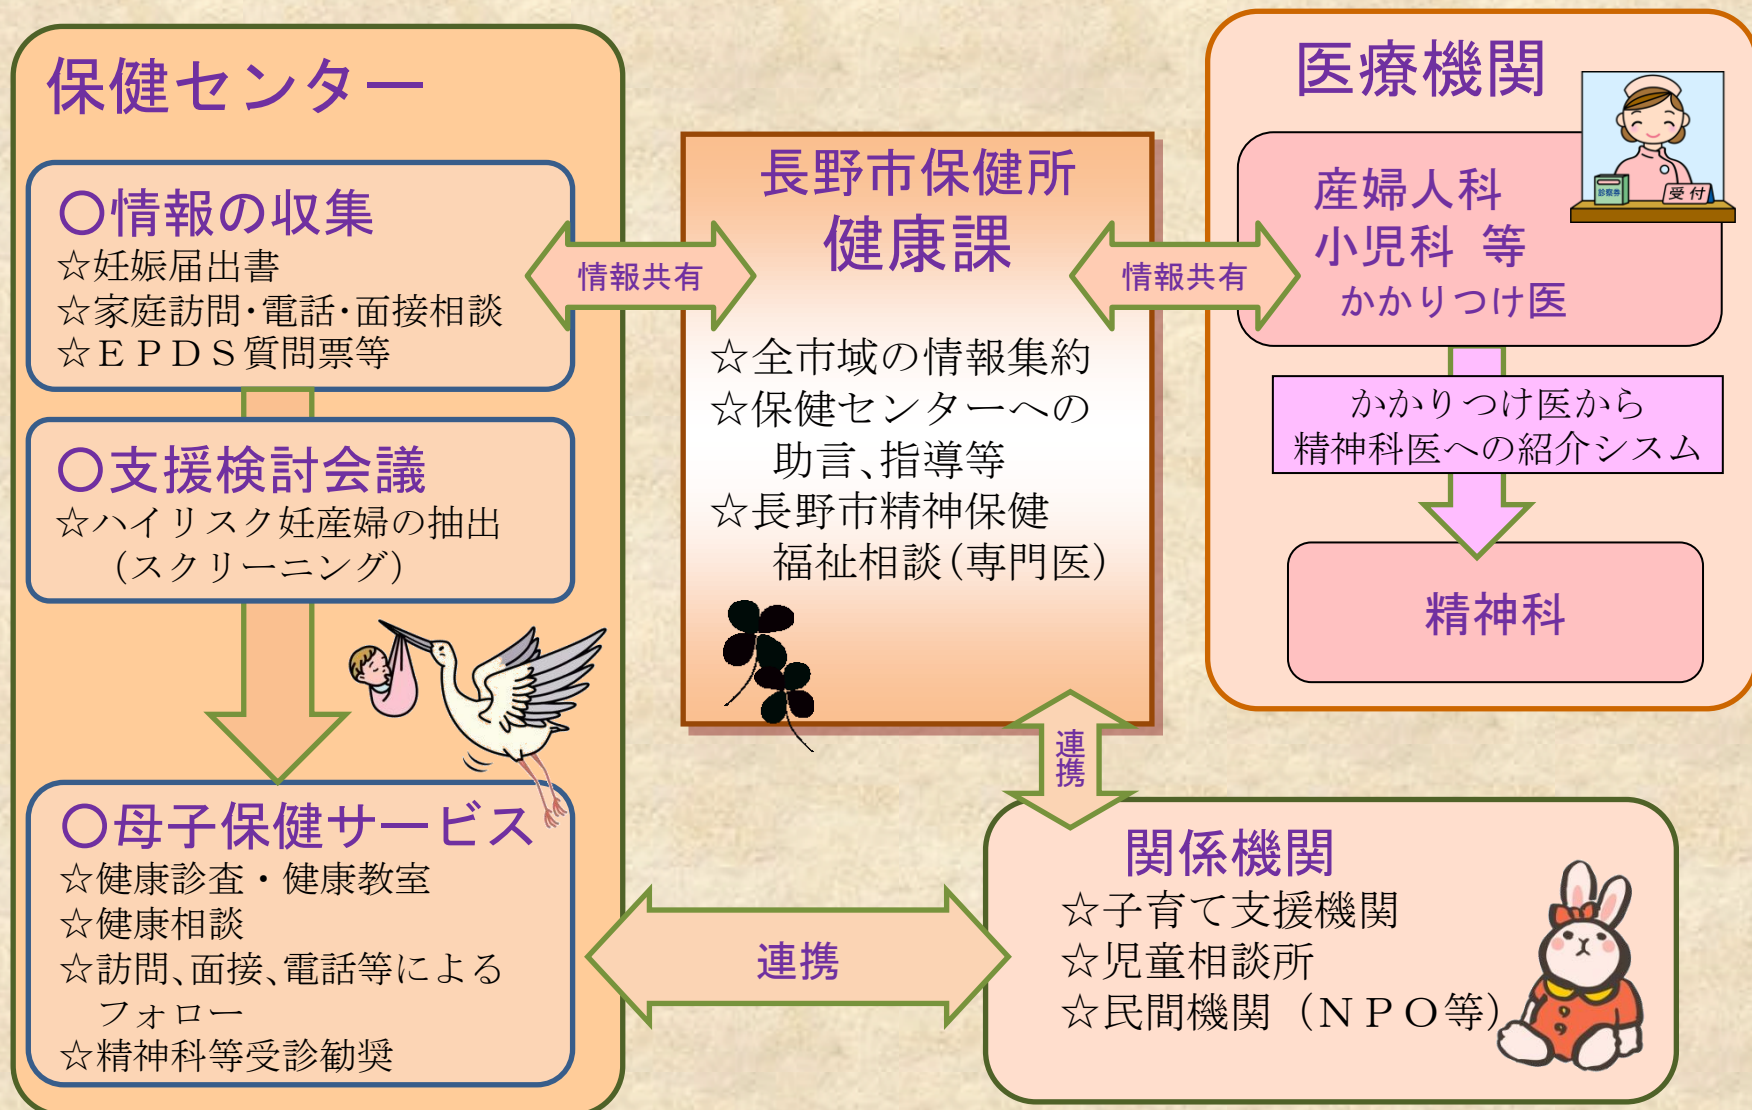 保健センター
〇情報の収集
☆妊娠届出書
☆家庭訪問・電話・面接相談
☆ＥＰＤＳ質問票等
〇支援検討会議
☆ハイリスク妊産婦の抽出
（スクリーニング）
〇母子保健サービス
☆健康診査・健康教室
☆健康相談
☆訪問、面接、電話等による
フォロー
☆精神科等受診勧奨
情報共有
長野市保健所
健康課
☆全市域の情報集約
☆保健センターへの
助言、指導等
☆長野市精神保健
福祉相談（専門医）
情報共有
医療機関
診察券
受付
産婦人科
小児科 等
かかりつけ医
かかりつけ医から
精神科医への紹介シスム
精神科
連携
連携
関係機関
☆子育て支援機関
☆児童相談所
☆民間機関（ＮＰＯ等）